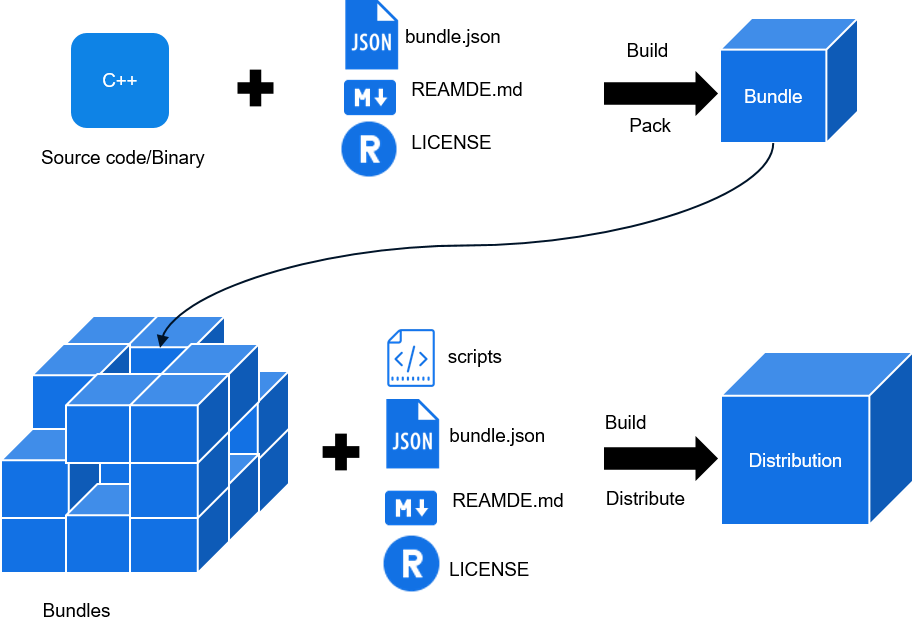 C++
Source code/Binary
JSON
bundle.json
M
REAMDE.md
R
LICENSE
Build
Pack
Bundle
Bundles
</>
scripts
JSON
bundle.json
M
REAMDE.md
R
LICENSE
Build
Distribute
Distribution